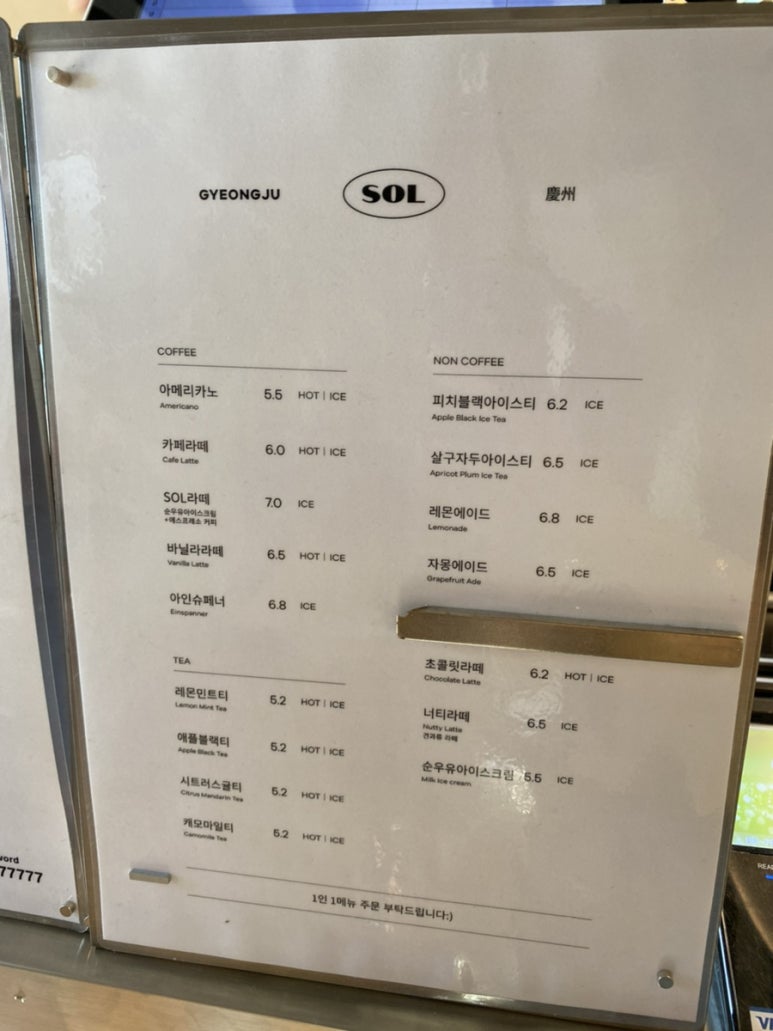 GYEONGJU
SOL
慶州
COFFEE
아메리카노 5.5 HOT | ICE
Americano
카페라떼 6.0 HOT | ICE
Cafe Latte
SOL라떼 7.0 ICE
순우유아이스크림
+에스프레소 커피
바닐라라떼 6.5 HOT | ICE
Vanilla Latte
아인슈페너 6.8 ICE
Einspanner
TEA
레몬민트티 5.2 HOT | ICE
Lemon Mint Tea
애플블랙티 5.2 HOT | ICE
Apple Black Tea
시트러스귤티 5.2 HOT | ICE
Citrus Mandarin Tea
캐모마일티 5.2 HOT | ICE
Camomile Tea
NON COFFEE
피치블랙아이스티 6.2 ICE
Apple Black Ice Tea
살구자두아이스티 6.5 ICE
Apricot Plum Ice Tea
레몬에이드 6.8 ICE
Lemonade
자몽에이드 6.5 ICE
Grapefruit Ade
초콜릿라떼 6.2 HOT | ICE
Chocolate Latte
너티라떼 6.5 ICE
Nutty Latte
견과류 라떼
순우유아이스크림 5.5 ICE
Milk Ice cream
1인 1메뉴 주문 부탁드립니다:)
77777